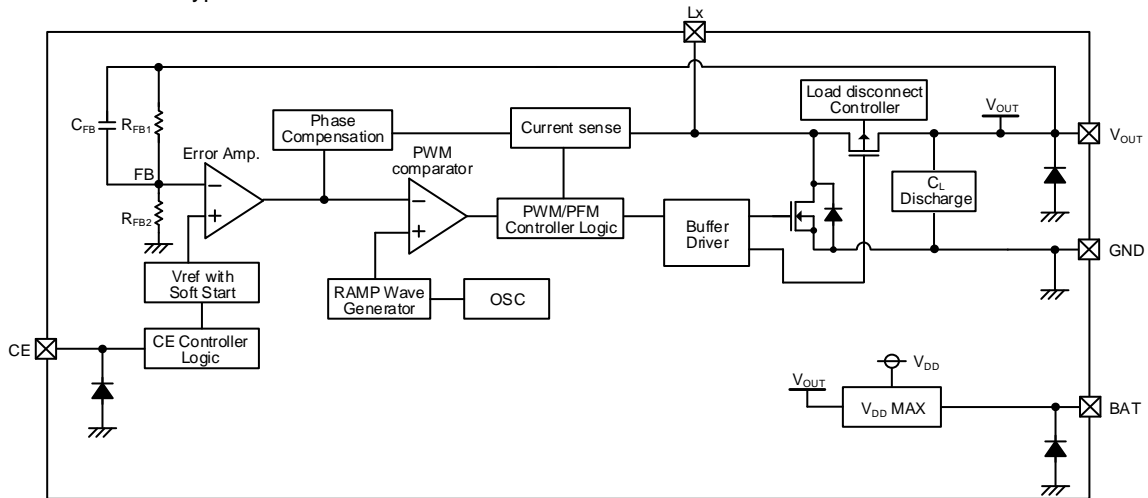 Lx
Load disconnect
Controller
VOUT
CFB
RFB1
Phase
Compensation
Current sense
VOUT
Error Amp.
PWM
comparator
FB
CL
Discharge
RFB2
PWM/PFM
Controller Logic
Buffer
Driver
GND
Vref with
Soft Start
RAMP Wave
Generator
OSC
CE
CE Controller
Logic
VDD
VOUT
VDD MAX
BAT